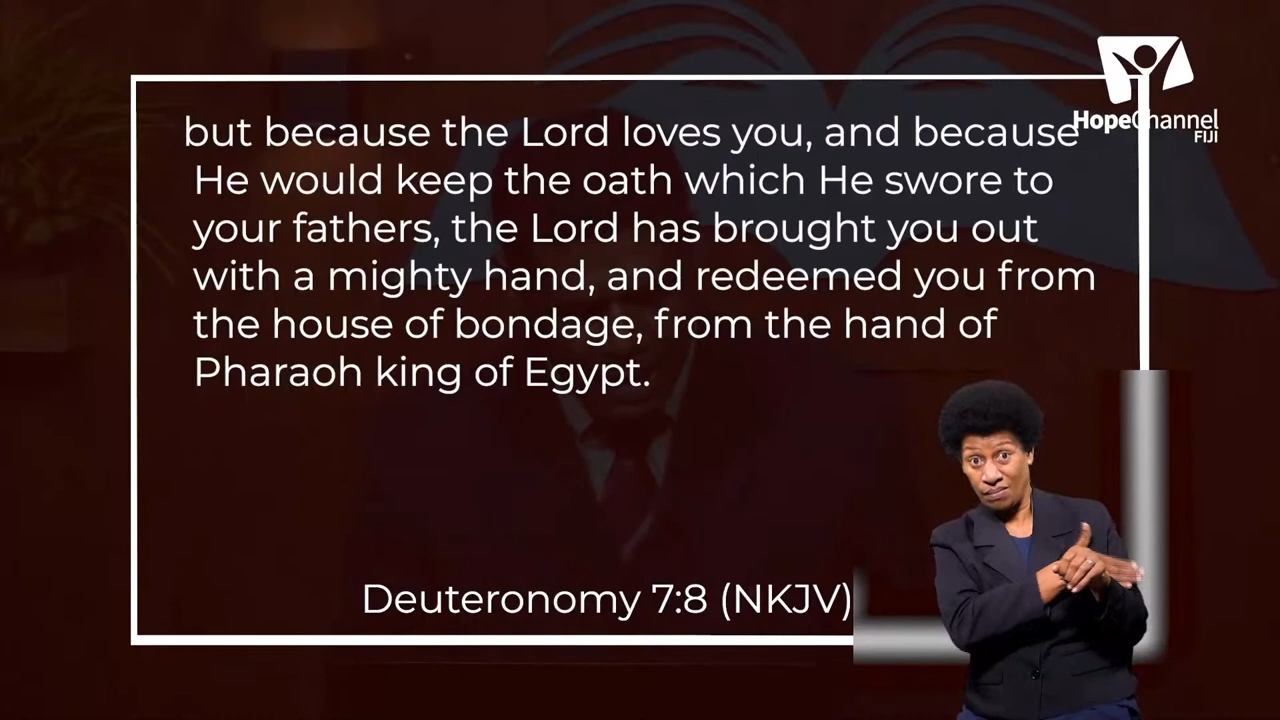 HopeChannel
FIJI
but because the Lord loves you, and because
He would keep the oath which He swore to
your fathers, the Lord has brought you out
with a mighty hand, and redeemed you from
the house of bondage, from the hand of
Pharaoh king of Egypt.
Deuteronomy 7:8 (NKJV)